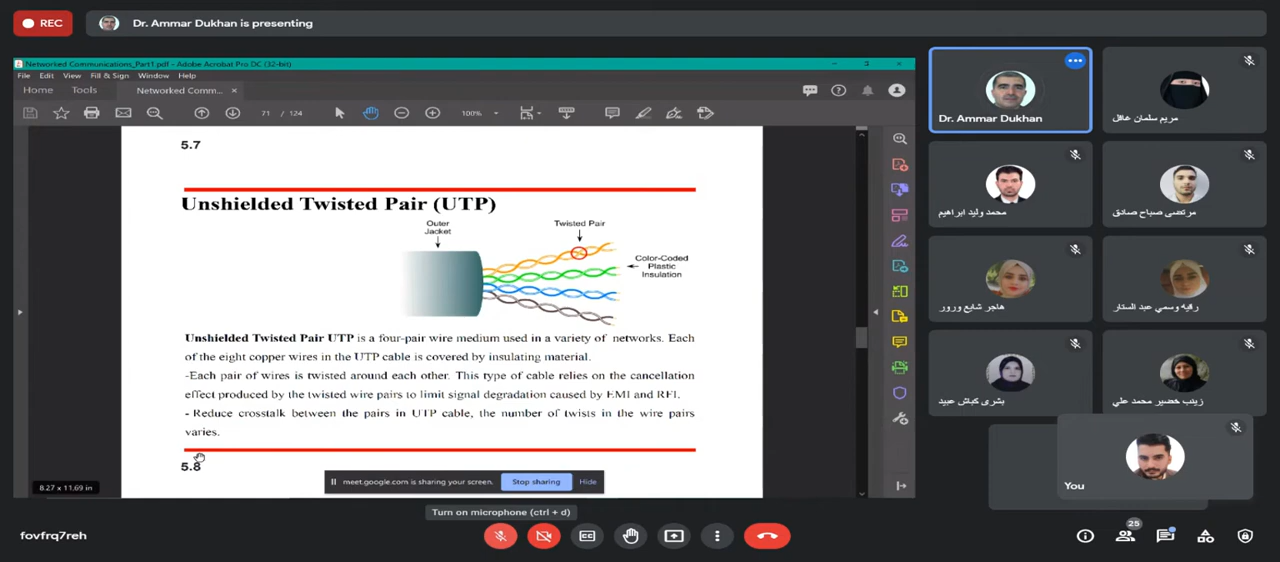 REC
Dr. Ammar Dukhan is presenting
Networked Communications_Part1.pdf - Adobe Acrobat Pro DC (32-bit)
File Edit View Fill & Sign Window Help
Home Tools Networked Comm... ×
71 / 124 100%
5.7
Unshielded Twisted Pair (UTP)
Outer
Jacket
Twisted Pair
Color-Coded
Plastic
Insulation
Unshielded Twisted Pair UTP is a four-pair wire medium used in a variety of networks. Each
of the eight copper wires in the UTP cable is covered by insulating material.
-Each pair of wires is twisted around each other. This type of cable relies on the cancellation
effect produced by the twisted wire pairs to limit signal degradation caused by EMI and RFI.
- Reduce crosstalk between the pairs in UTP cable, the number of twists in the wire pairs
varies.
5.8
8.27 x 11.69 in
meet.google.com is sharing your screen. Stop sharing Hide
Turn on microphone (ctrl + d)
fovfrq7reh
Dr. Ammar Dukhan
مريم سلمان عاقل
محمد وليد ابراهيم
مرتضى صباح صادق
هاجر شايع ورور
رقيه وسمي عبد الستار
بشرى كباش عبيد
زينب خضير محمد علي
You
25